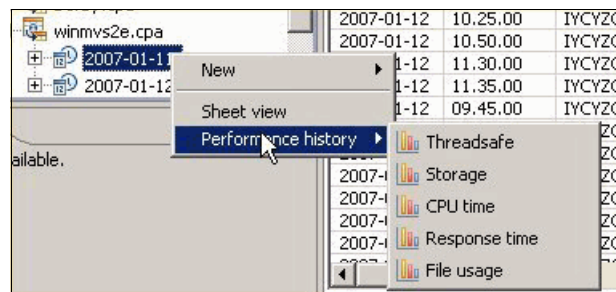 winmvs2e.cpa
2007-01-11
2007-01-12
ailable.
New
Sheet view
Performance history
Threadsafe
Storage
CPU time
Response time
File usage
2007-01-12 10.25.00 IYCYZC
2007-01-12 10.50.00 IYCYZC
1-12 11.30.00 IYCYZC
1-12 11.35.00 IYCYZC
1-12 09.45.00 IYCYZC
2007-
2007-
2007-
2007-